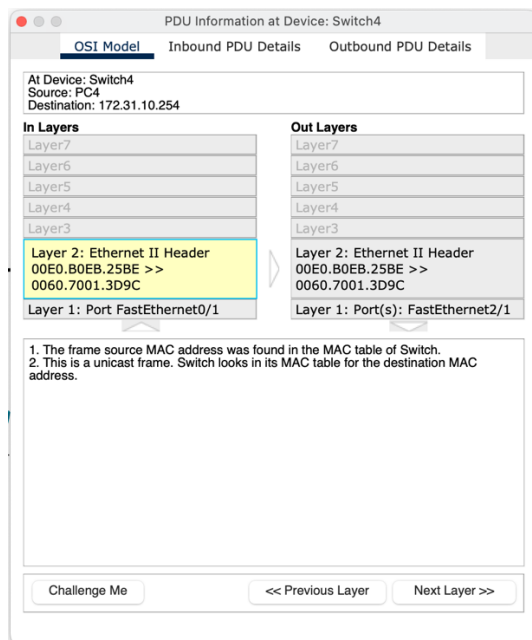 PDU Information at Device: Switch4
OSI Model Inbound PDU Details Outbound PDU Details
At Device: Switch4
Source: PC4
Destination: 172.31.10.254
In Layers Out Layers
Layer7 Layer7
Layer6 Layer6
Layer5 Layer5
Layer4 Layer4
Layer3 Layer3
Layer 2: Ethernet II Header Layer 2: Ethernet II Header
00E0.B0EB.25BE >> 00E0.B0EB.25BE >>
0060.7001.3D9C 0060.7001.3D9C
Layer 1: Port FastEthernet0/1 Layer 1: Port(s): FastEthernet2/1
1. The frame source MAC address was found in the MAC table of Switch.
2. This is a unicast frame. Switch looks in its MAC table for the destination MAC
address.
Challenge Me << Previous Layer Next Layer >>